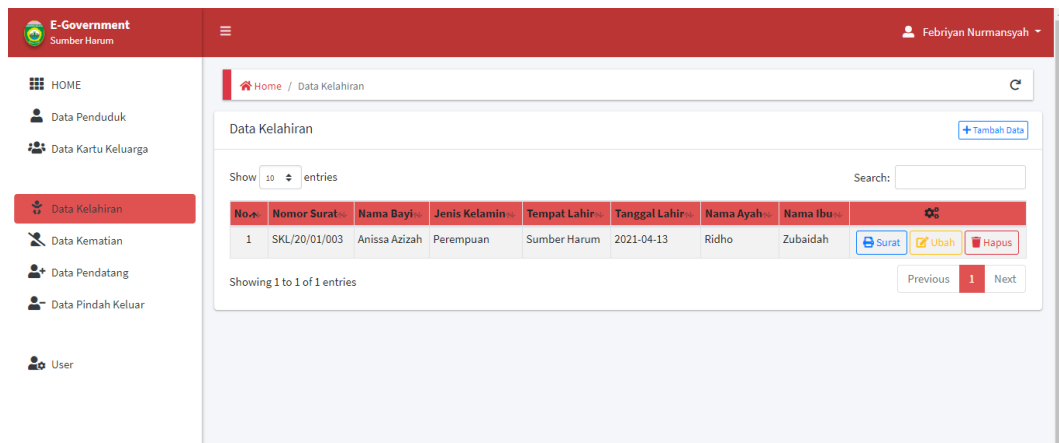 E-Government
Sumber Harum
Febriyan Nurmansyah
HOME
Data Penduduk
Data Kartu Keluarga
Data Kelahiran
Data Kematian
Data Pendatang
Data Pindah Keluar
User
Home / Data Kelahiran
Data Kelahiran
+ Tambah Data
Show 10 entries
Search:
No. Nomor Surat Nama Bayi Jenis Kelamin Tempat Lahir Tanggal Lahir Nama Ayah Nama Ibu
1 SKL/20/01/003 Anissa Azizah Perempuan Sumber Harum 2021-04-13 Ridho Zubaidah Surat Ubah Hapus
Showing 1 to 1 of 1 entries
Previous 1 Next